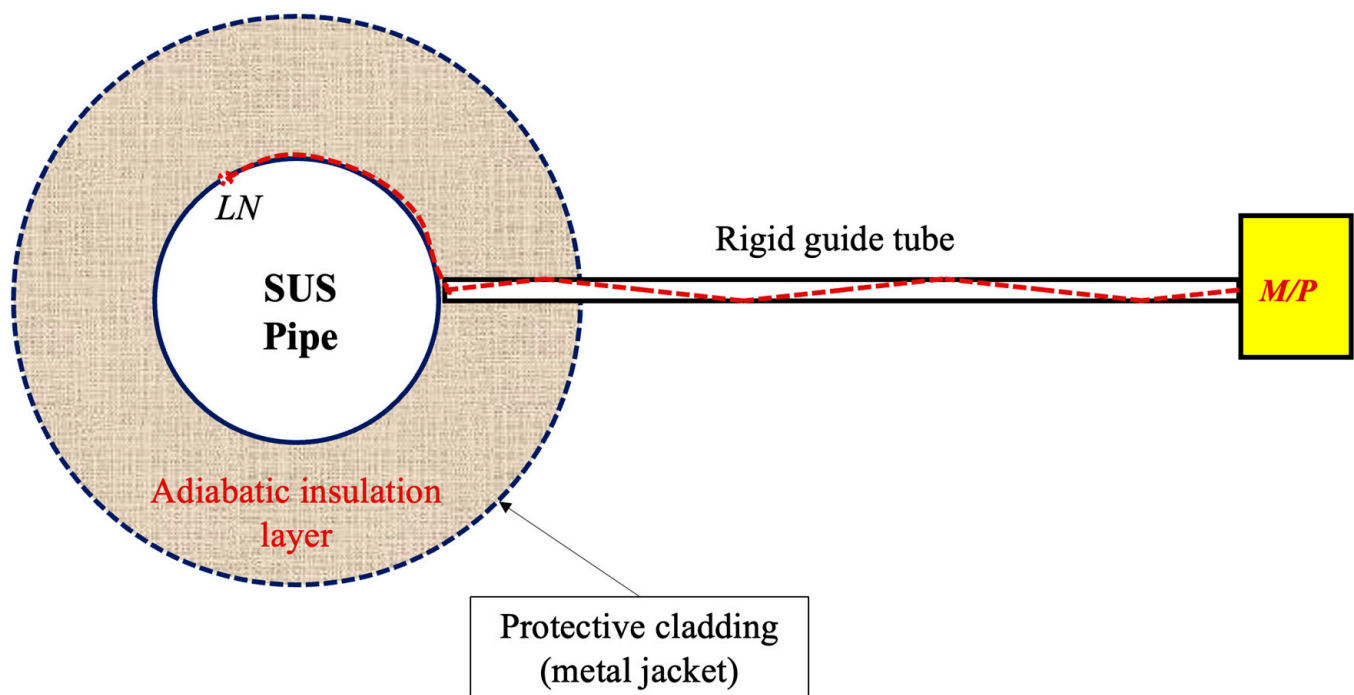 LN
Rigid guide tube
SUS
Pipe
M/P
Adiabatic insulation
layer
Protective cladding
(metal jacket)